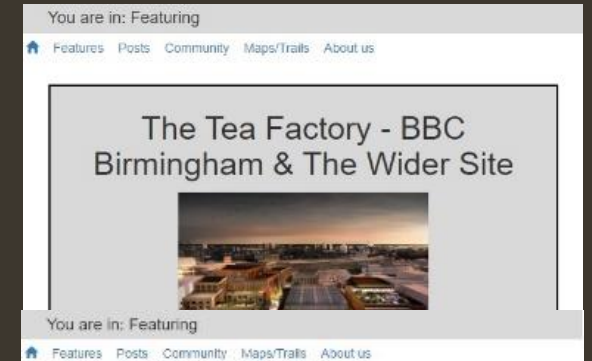 You are in: Featuring
Features Posts Community Maps/Trails About us
The Tea Factory - BBC
Birmingham & The Wider Site
You are in: Featuring
Features Posts Community Maps/Trails About us